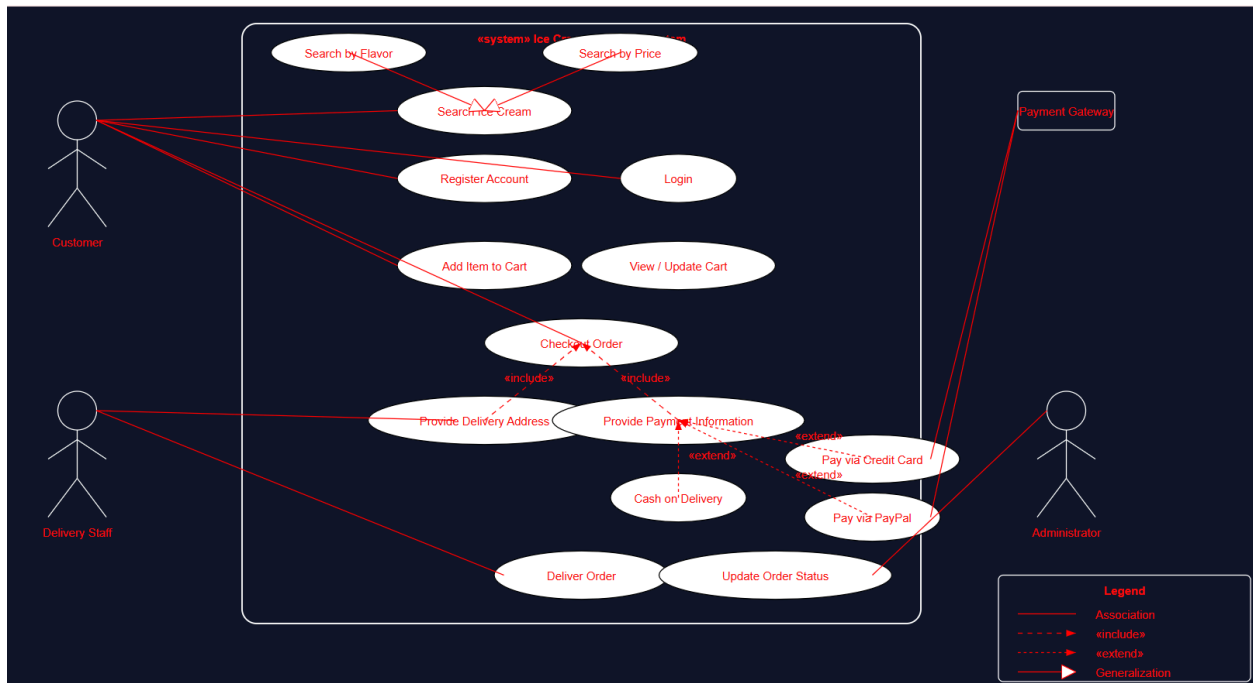 «system» Ice
Search by Flavor
Search by Price
Search Ice Cream
Payment Gateway
Register Account
Login
Customer
Add Item to Cart
View / Update Cart
Checkout Order
«include»
«include»
Provide Delivery Address
Provide Payment Information
«extend»
«extend»
Pay via Credit Card
«extend»
Cash on Delivery
Pay via PayPal
Delivery Staff
Administrator
Deliver Order
Update Order Status
Legend
Association
«include»
«extend»
Generalization